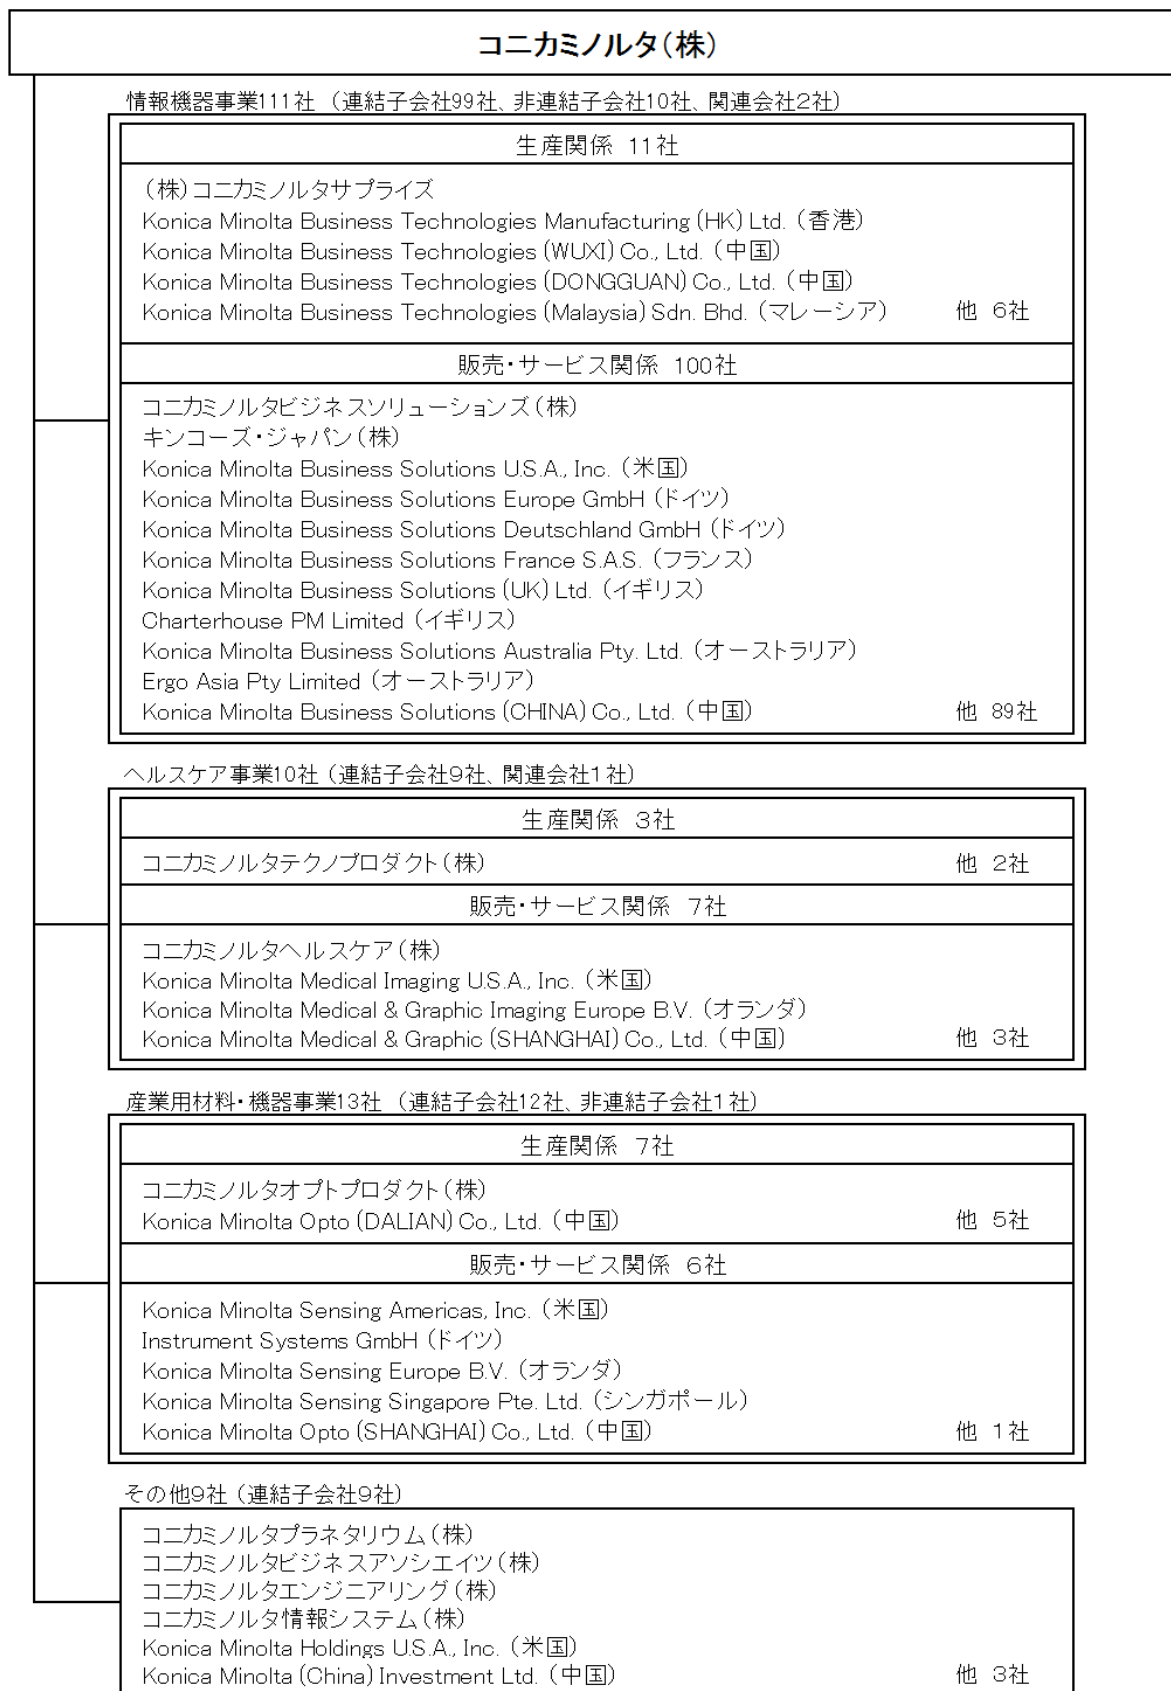 コニカミノルタ(株)
情報機器事業111社 (連結子会社99社、非連結子会社10社、関連会社2社)
生産関係 11社
(株)コニカミノルタサプライズ
Konica Minolta Business Technologies Manufacturing (HK) Ltd. (香港)
Konica Minolta Business Technologies (WUXI) Co., Ltd. (中国)
Konica Minolta Business Technologies (DONGGUAN) Co., Ltd. (中国)
Konica Minolta Business Technologies (Malaysia) Sdn. Bhd. (マレーシア) 他 6社
販売・サービス関係 100社
コニカミノルタビジネスソリューションズ(株)
キンコーズ・ジャパン(株)
Konica Minolta Business Solutions U.S.A., Inc. (米国)
Konica Minolta Business Solutions Europe GmbH (ドイツ)
Konica Minolta Business Solutions Deutschland GmbH (ドイツ)
Konica Minolta Business Solutions France S.A.S. (フランス)
Konica Minolta Business Solutions (UK) Ltd. (イギリス)
Charterhouse PM Limited (イギリス)
Konica Minolta Business Solutions Australia Pty. Ltd. (オーストラリア)
Ergo Asia Pty Limited (オーストラリア)
Konica Minolta Business Solutions (CHINA) Co., Ltd. (中国) 他 89社
ヘルスケア事業10社 (連結子会社9社、関連会社1社)
生産関係 3社
コニカミノルタテクノプロダクト(株) 他 2社
販売・サービス関係 7社
コニカミノルタヘルスケア(株)
Konica Minolta Medical Imaging U.S.A., Inc. (米国)
Konica Minolta Medical & Graphic Imaging Europe B.V. (オランダ)
Konica Minolta Medical & Graphic (SHANGHAI) Co., Ltd. (中国) 他 3社
産業用材料・機器事業13社 (連結子会社12社、非連結子会社1社)
生産関係 7社
コニカミノルタオプトプロダクト(株)
Konica Minolta Opto (DALIAN) Co., Ltd. (中国) 他 5社
販売・サービス関係 6社
Konica Minolta Sensing Americas, Inc. (米国)
Instrument Systems GmbH (ドイツ)
Konica Minolta Sensing Europe B.V. (オランダ)
Konica Minolta Sensing Singapore Pte. Ltd. (シンガポール)
Konica Minolta Opto (SHANGHAI) Co., Ltd. (中国) 他 1社
その他9社 (連結子会社9社)
コニカミノルタプラネタリウム(株)
コニカミノルタビジネスアソシエイツ(株)
コニカミノルタエンジニアリング(株)
コニカミノルタ情報システム(株)
Konica Minolta Holdings U.S.A., Inc. (米国)
Konica Minolta (China) Investment Ltd. (中国) 他 3社